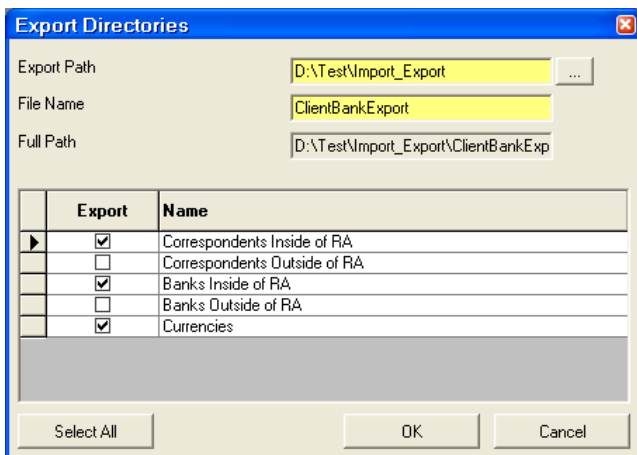 Export Directories
Export Path D:\Test\Import_Export ...
File Name ClientBankExport
Full Path D:\Test\Import_Export\ClientBankExp
Export Name
Correspondents Inside of RA
Correspondents Outside of RA
Banks Inside of RA
Banks Outside of RA
Currencies
Select All OK Cancel